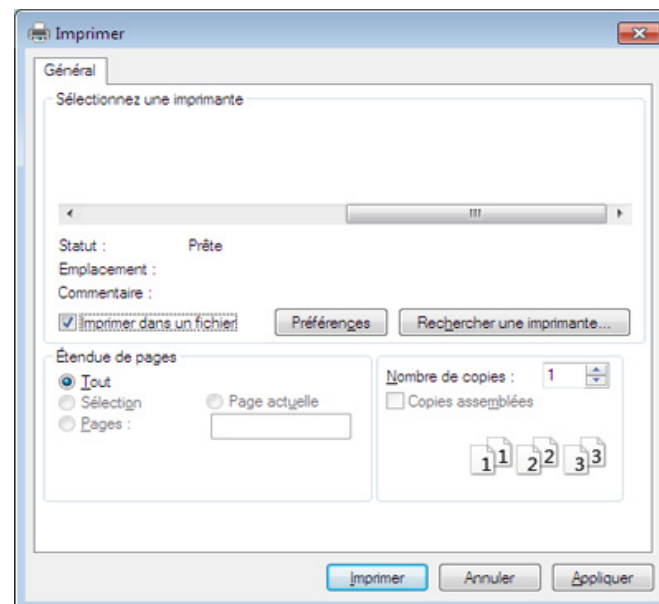 Imprimer
Général
Sélectionnez une imprimante
Statut : Prête
Emplacement :
Commentaire :
Imprimer dans un fichier Préférences Rechercher une imprimante...
Étendue de pages
Tout
Sélection Page actuelle
Pages :
Nombre de copies : 1
Copies assemblées
1 1 2 2 3 3
Imprimer Annuler Appliquer